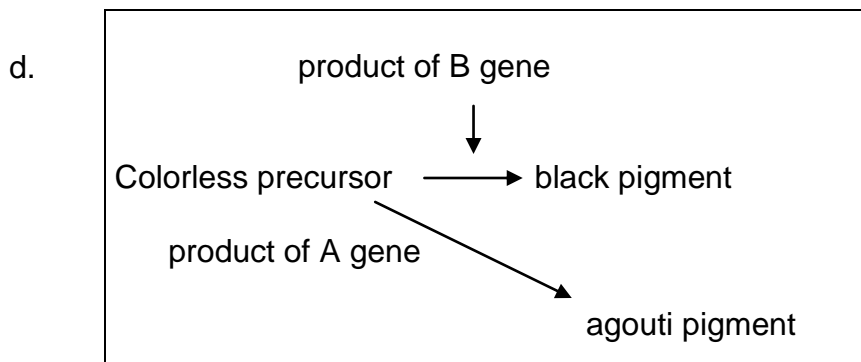 d.
product of B gene
Colorless precursor black pigment
product of A gene
agouti pigment